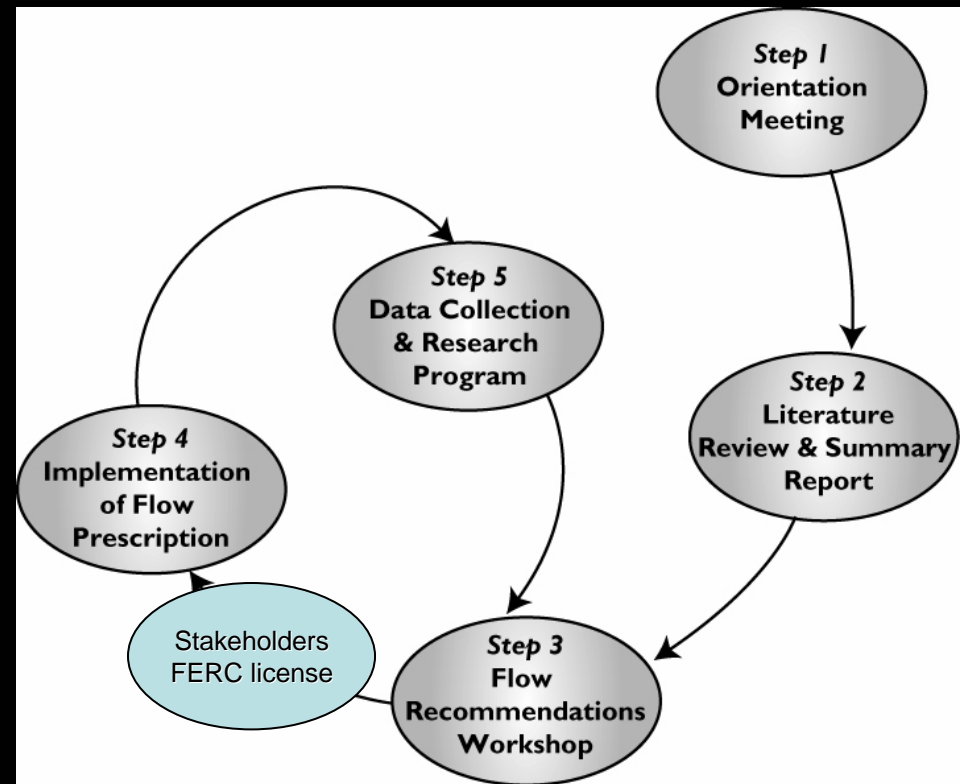 Step 1
Orientation
Meeting
Step 2
Literature
Review & Summary
Report
Step 3
Flow
Recommendations
Workshop
Stakeholders
FERC license
Step 4
Implementation
of Flow
Prescription
Step 5
Data Collection
& Research
Program